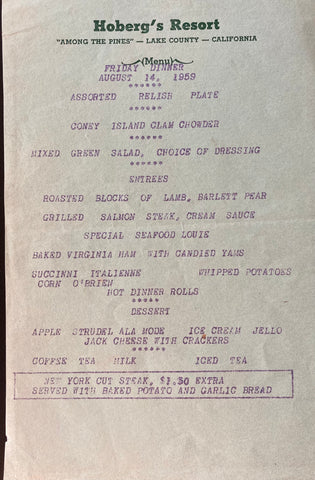 Hoberg's Resort
"AMONG THE PINES" — LAKE COUNTY — CALIFORNIA
(Menu)
FRIDAY DINNER
AUGUST 14, 1959
******
ASSORTED RELISH PLATE
******
CONEY ISLAND CLAM CHOWDER
******
MIXED GREEN SALAD, CHOICE OF DRESSING
******
ENTREES
ROASTED BLOCKS OF LAMB, BARLETT PEAR
GRILLED SALMON STEAK, CREAM SAUCE
SPECIAL SEAFOOD LOUIE
BAKED VIRGINIA HAM WITH CANDIED YAMS
SUCCINNI ITALIENNE WHIPPED POTATOES
CORN O'BRIEN
HOT DINNER ROLLS
*****
DESSERT
APPLE STRUDEL ALA MODE ICE CREAM JELLO
JACK CHEESE WITH CRACKERS
*****
COFFEE TEA MILK ICED TEA
NEW YORK CUT STEAK, $1.50 EXTRA
SERVED WITH BAKED POTATO AND GARLIC BREAD